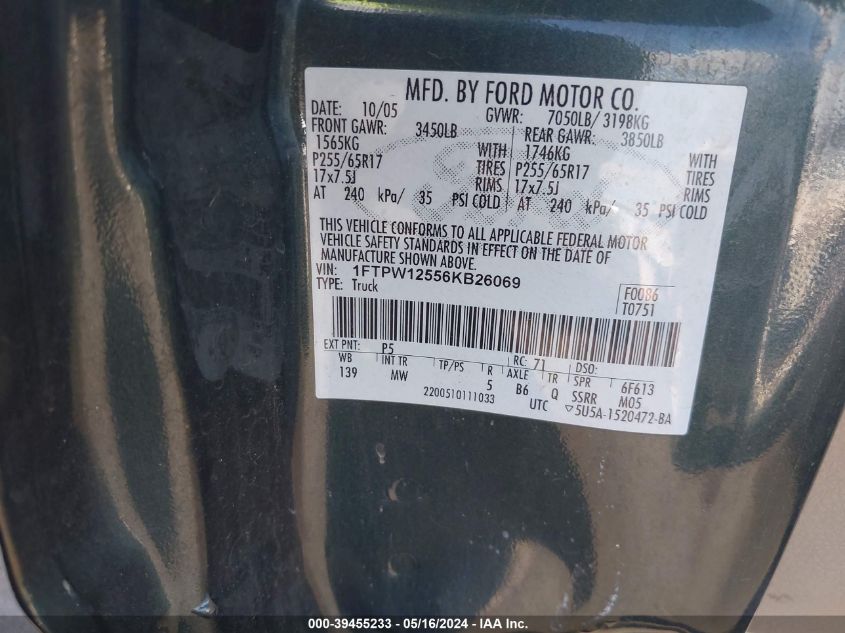 MFD. BY FORD MOTOR CO.
DATE: 10/05 GVWR: 7050LB/ 3198KG
FRONT GAWR: 3450LB REAR GAWR: 3850LB
1565KG WITH 1746KG WITH
P255/65R17 TIRES P255/65R17 TIRES
17x7.5J RIMS 17x7.5J RIMS
AT 240 kPa/ 35 PSI COLD AT 240 kPa/ 35 PSI COLD
THIS VEHICLE CONFORMS TO ALL APPLICABLE FEDERAL MOTOR
VEHICLE SAFETY STANDARDS IN EFFECT ON THE DATE OF
MANUFACTURE SHOWN ABOVE.
VIN: 1FTPW12556KB26069
TYPE: Truck F0086
T0751
EXT PNT: P5 RC: 71 DSO:
WB INT TR TP/PS R AXLE TR SPR 6F613
139 MW 5 B6 Q SSRR M05
2200510111033 UTC ▽5U5A-1520472-BA
000-39455233 - 05/16/2024 - IAAI.COM